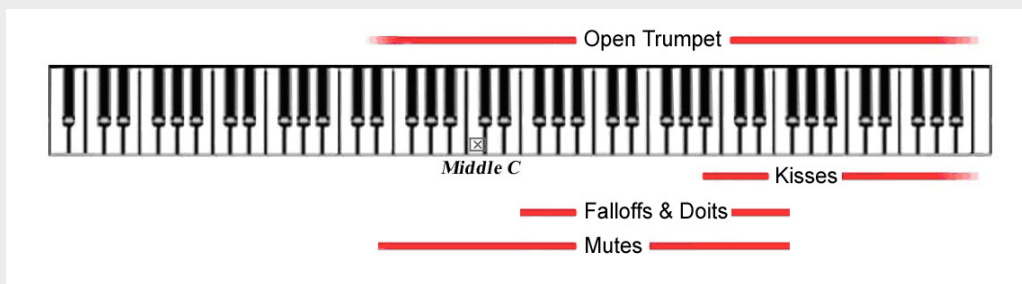 Open Trumpet
Middle C
Kisses
Falloffs & Doits
Mutes